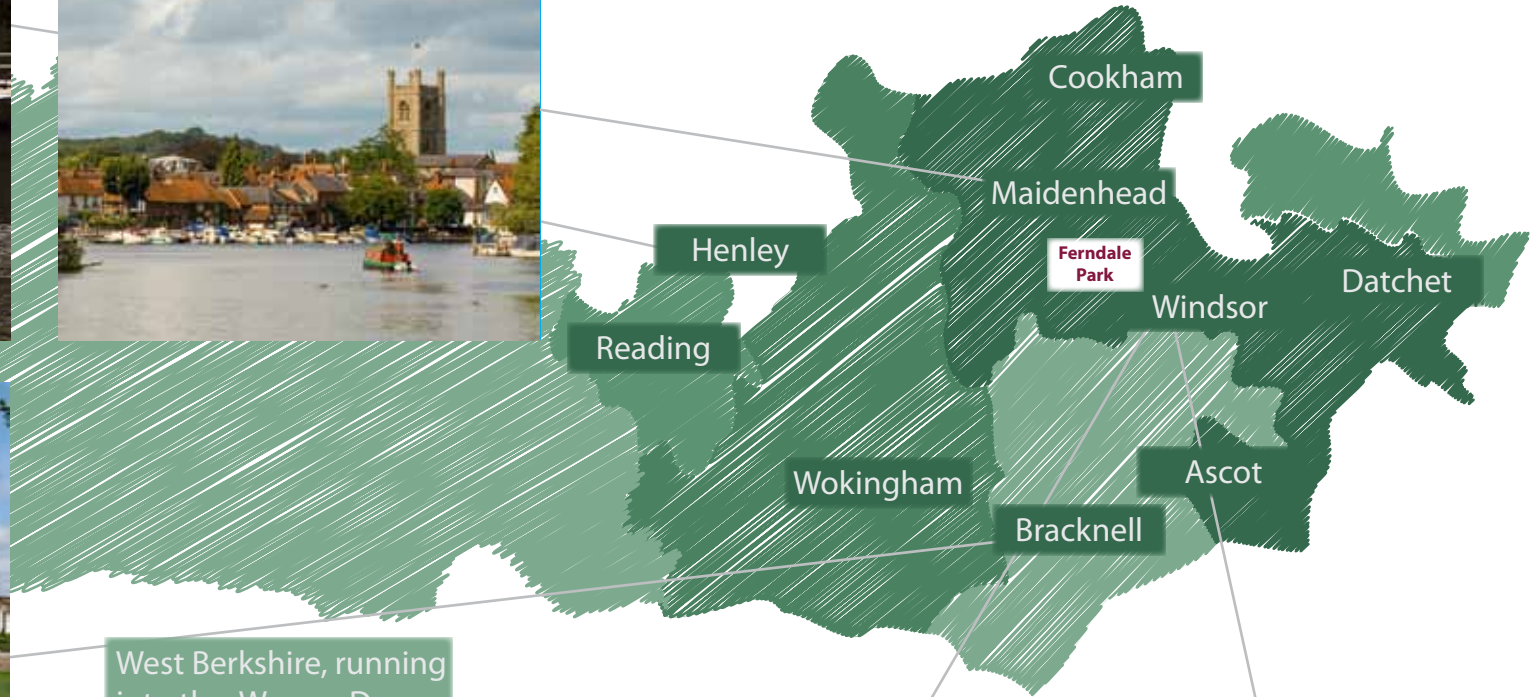 Cookham
Maidenhead
Henley
Ferndale
Park
Datchet
Windsor
Reading
Ascot
Wokingham
Bracknell
West Berkshire, running